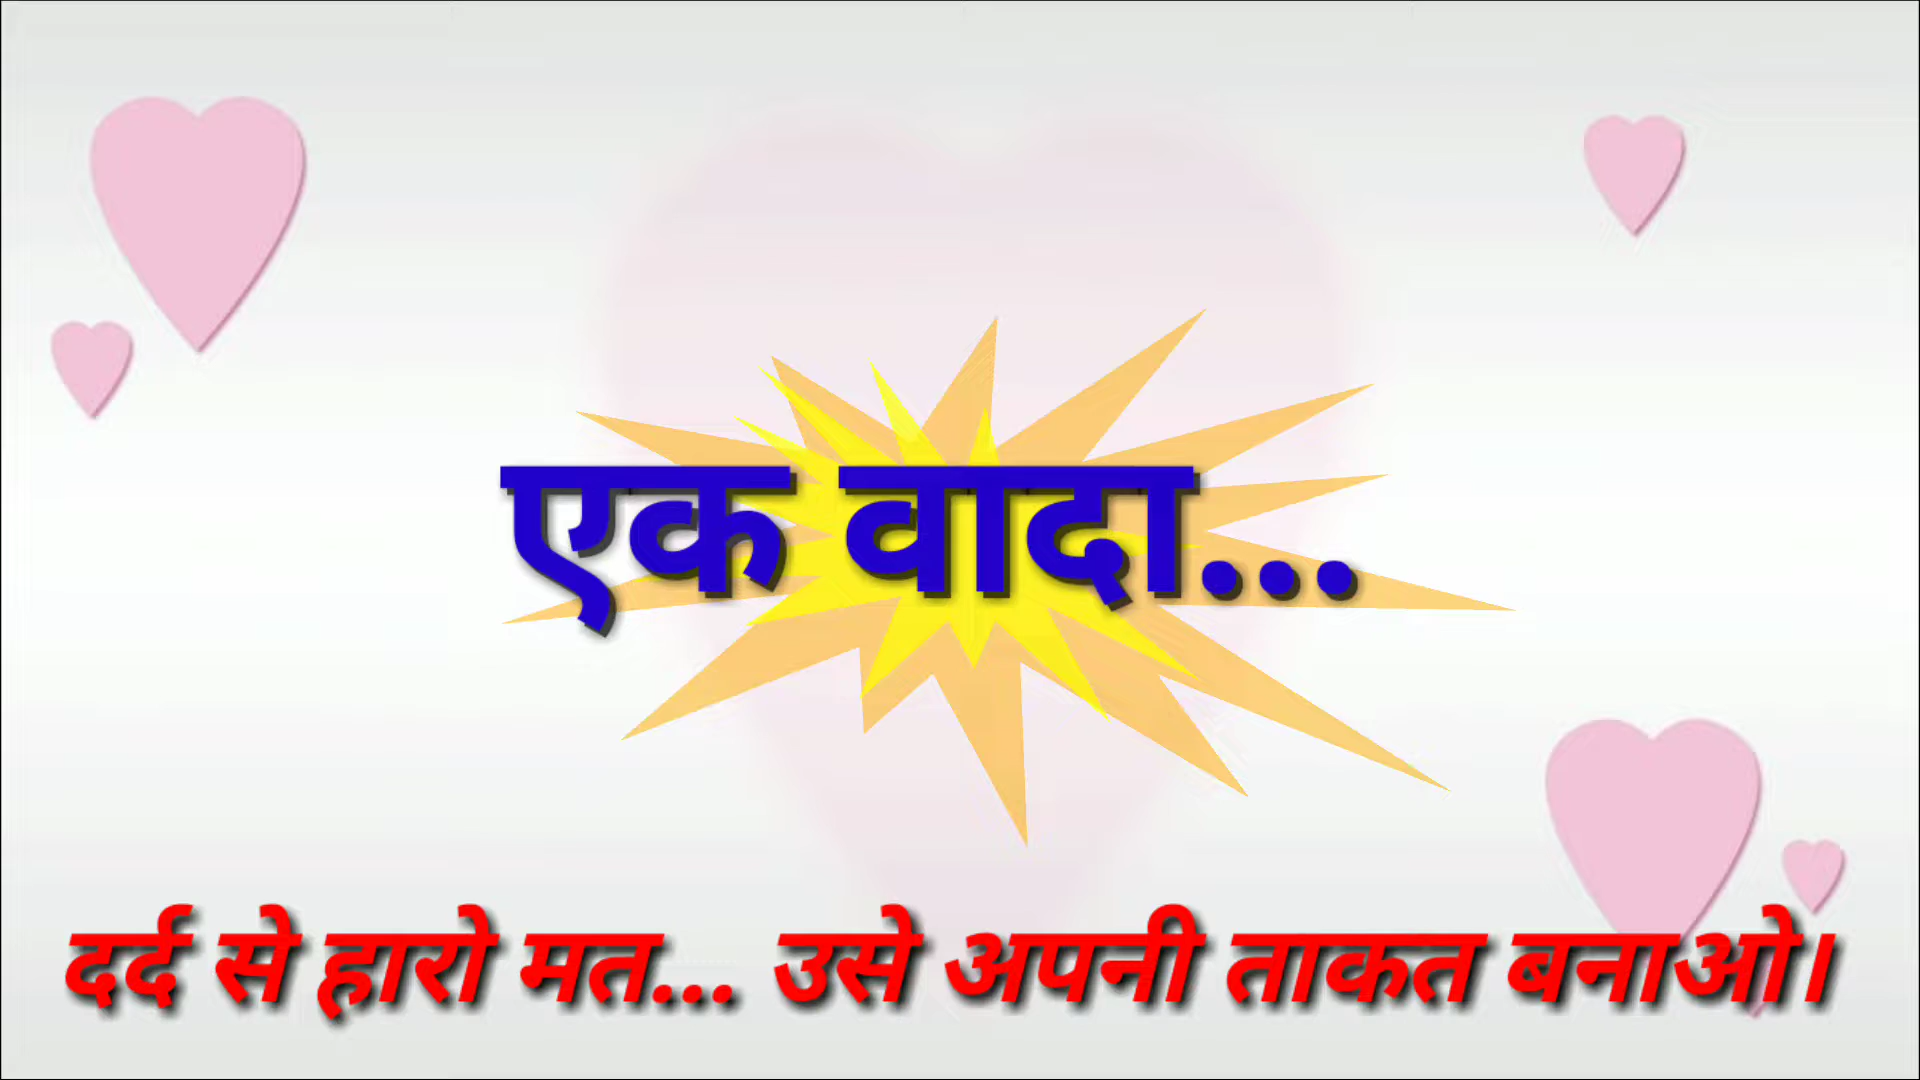 एक वादा...
दर्द से हारो मत... उसे अपनी ताकत बनाओ।